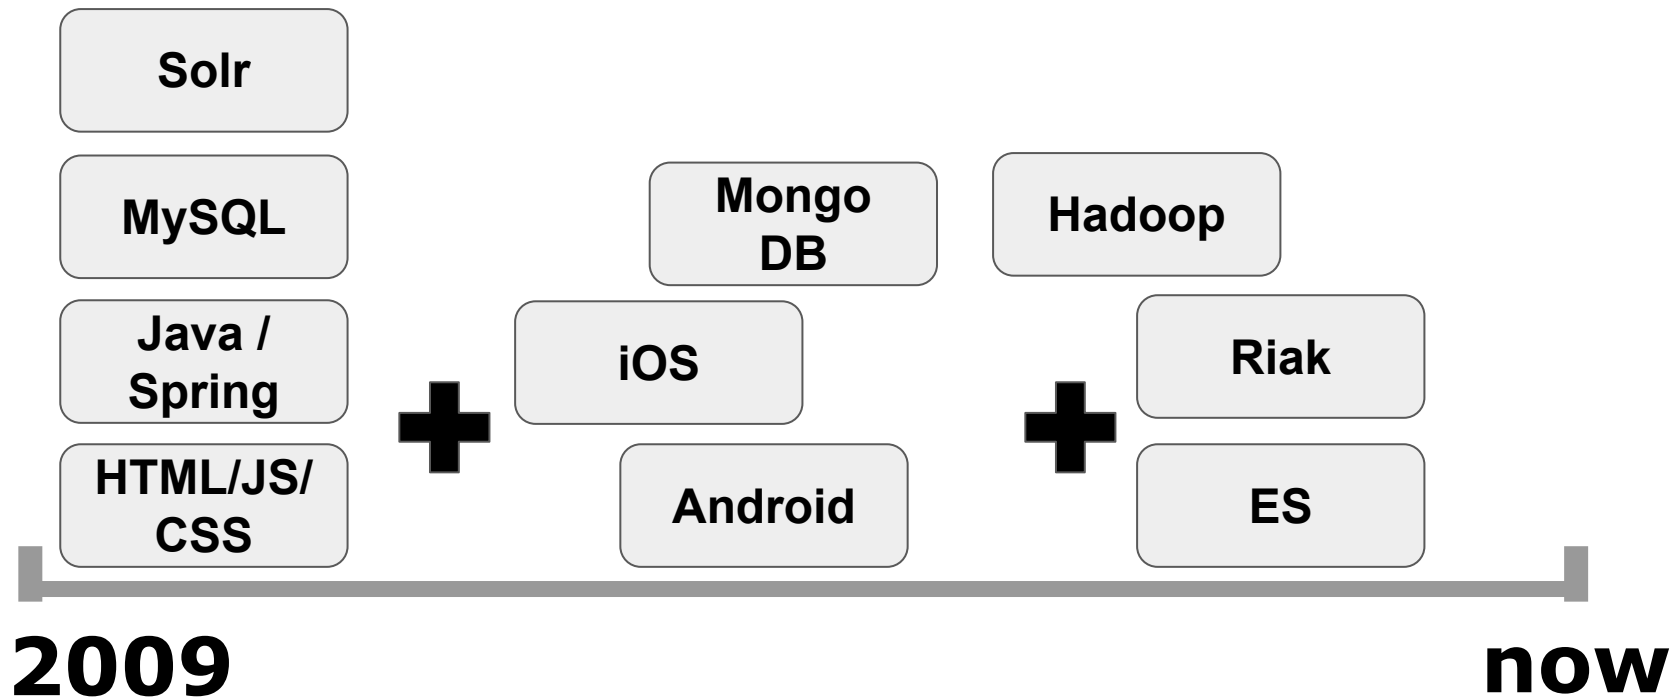 Solr
MySQL
Java /
Spring
HTML/JS/
CSS
Mongo
DB
iOS
Android
Hadoop
Riak
ES
2009
now